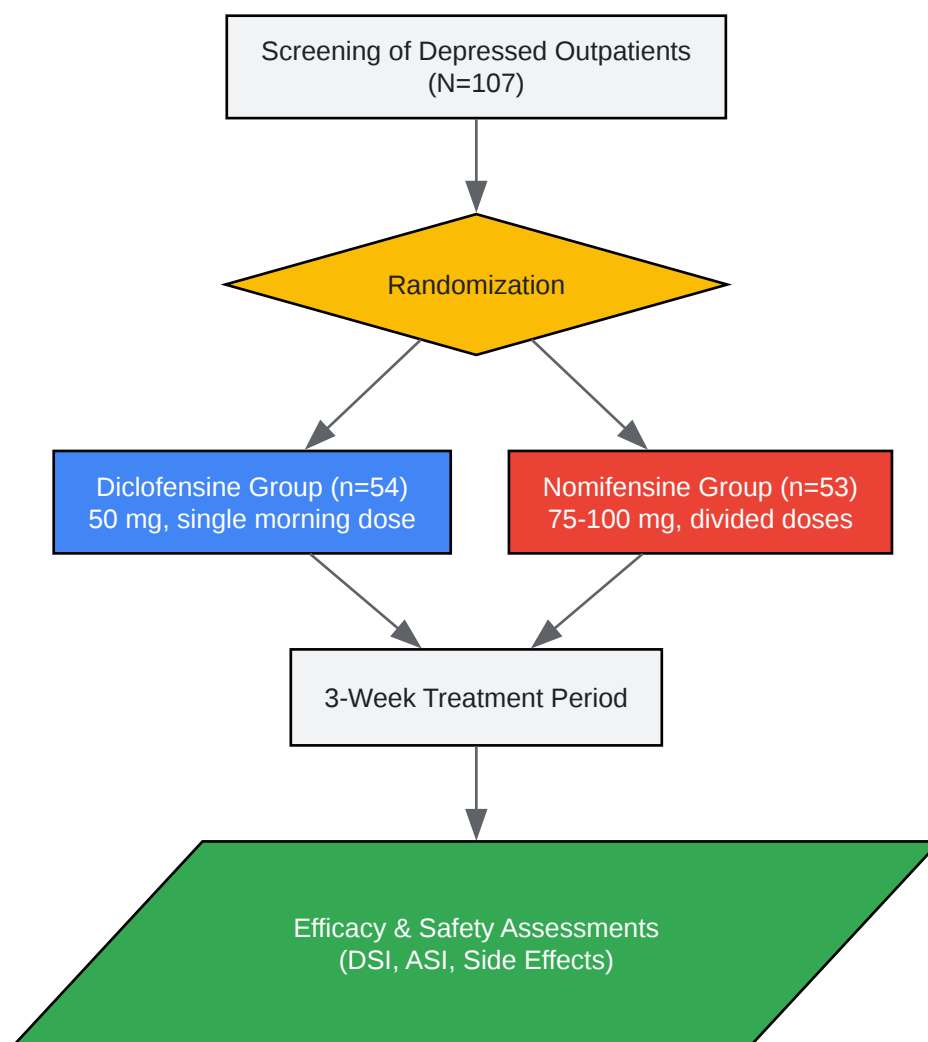 Screening of Depressed Outpatients
(N=107)
Randomization
Diclofensine Group (n=54)
50 mg, single morning dose
Nomifensine Group (n=53)
75-100 mg, divided doses
3-Week Treatment Period
Efficacy & Safety Assessments
(DSI, ASI, Side Effects)